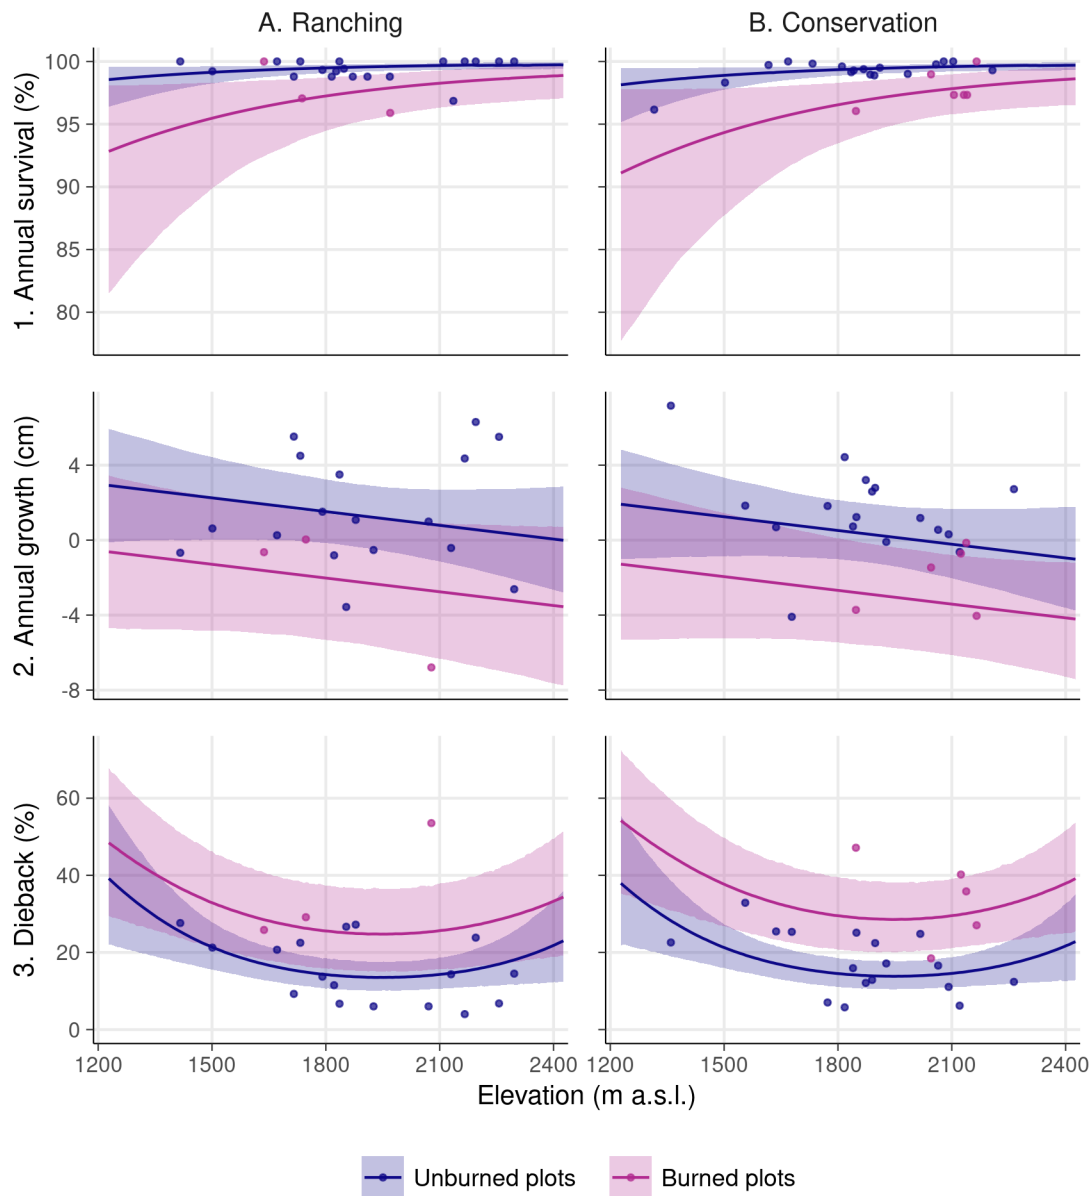 A. Ranching
B. Conservation
1. Annual survival (%)
100
95
90
85
80
2. Annual growth (cm)
4
0
-4
-8
3. Dieback (%)
60
40
20
0
1200 1500 1800 2100 2400
1200 1500 1800 2100 2400
Elevation (m a.s.l.)
Unburned plots
Burned plots